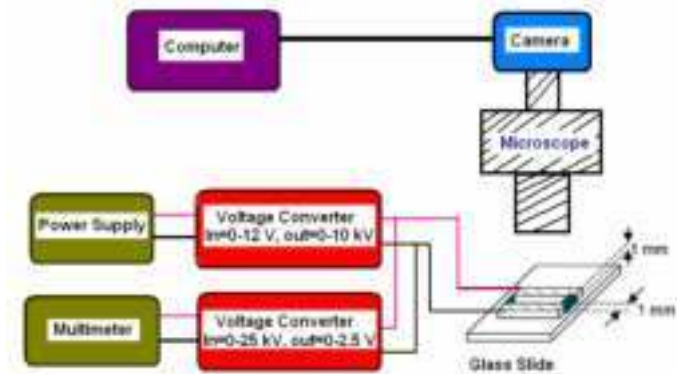 Computer
Camera
Microscope
Power Supply
Voltage Converter
In=0-12 V, out=0-10 kV
1 mm
1 mm
Multimeter
Voltage Converter
In=0-25 kV, out=0-2.5 V
Glass Slide